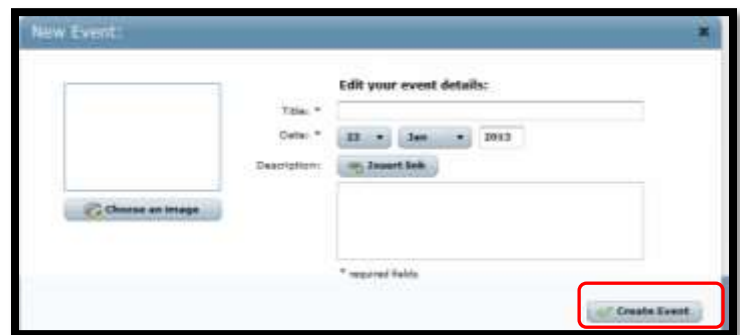 New Event:
Edit your event details:
Title: *
Date: * 22 Jan 2013
Description: Insert link
Choose an image
* required fields
Create Event